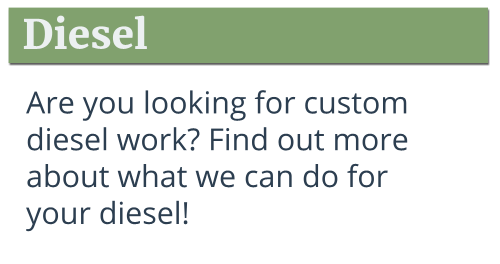 Diesel
Are you looking for custom
diesel work? Find out more
about what we can do for
your diesel!